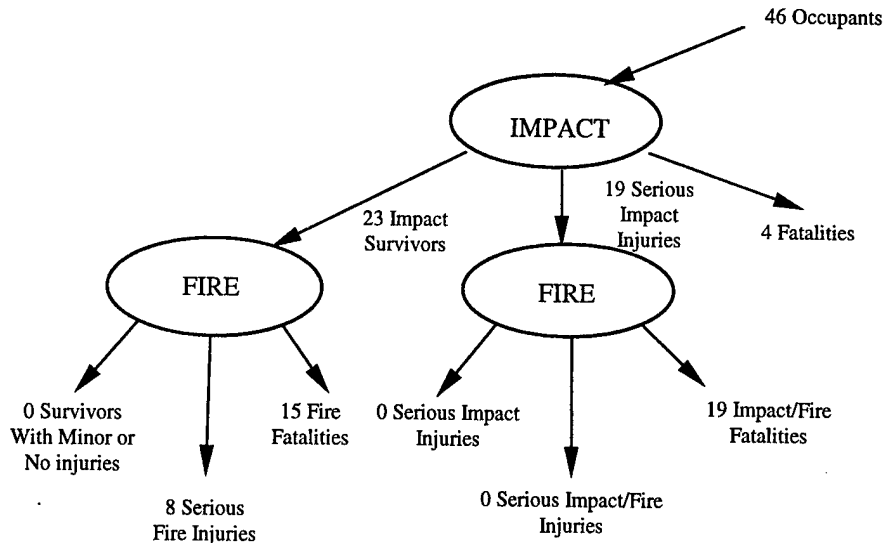 46 Occupants
IMPACT
23 Impact
Survivors
19 Serious
Impact
Injuries
4 Fatalities
FIRE
FIRE
0 Survivors
With Minor or
No injuries
8 Serious
Fire Injuries
15 Fire
Fatalities
0 Serious Impact
Injuries
0 Serious Impact/Fire
Injuries
19 Impact/Fire
Fatalities